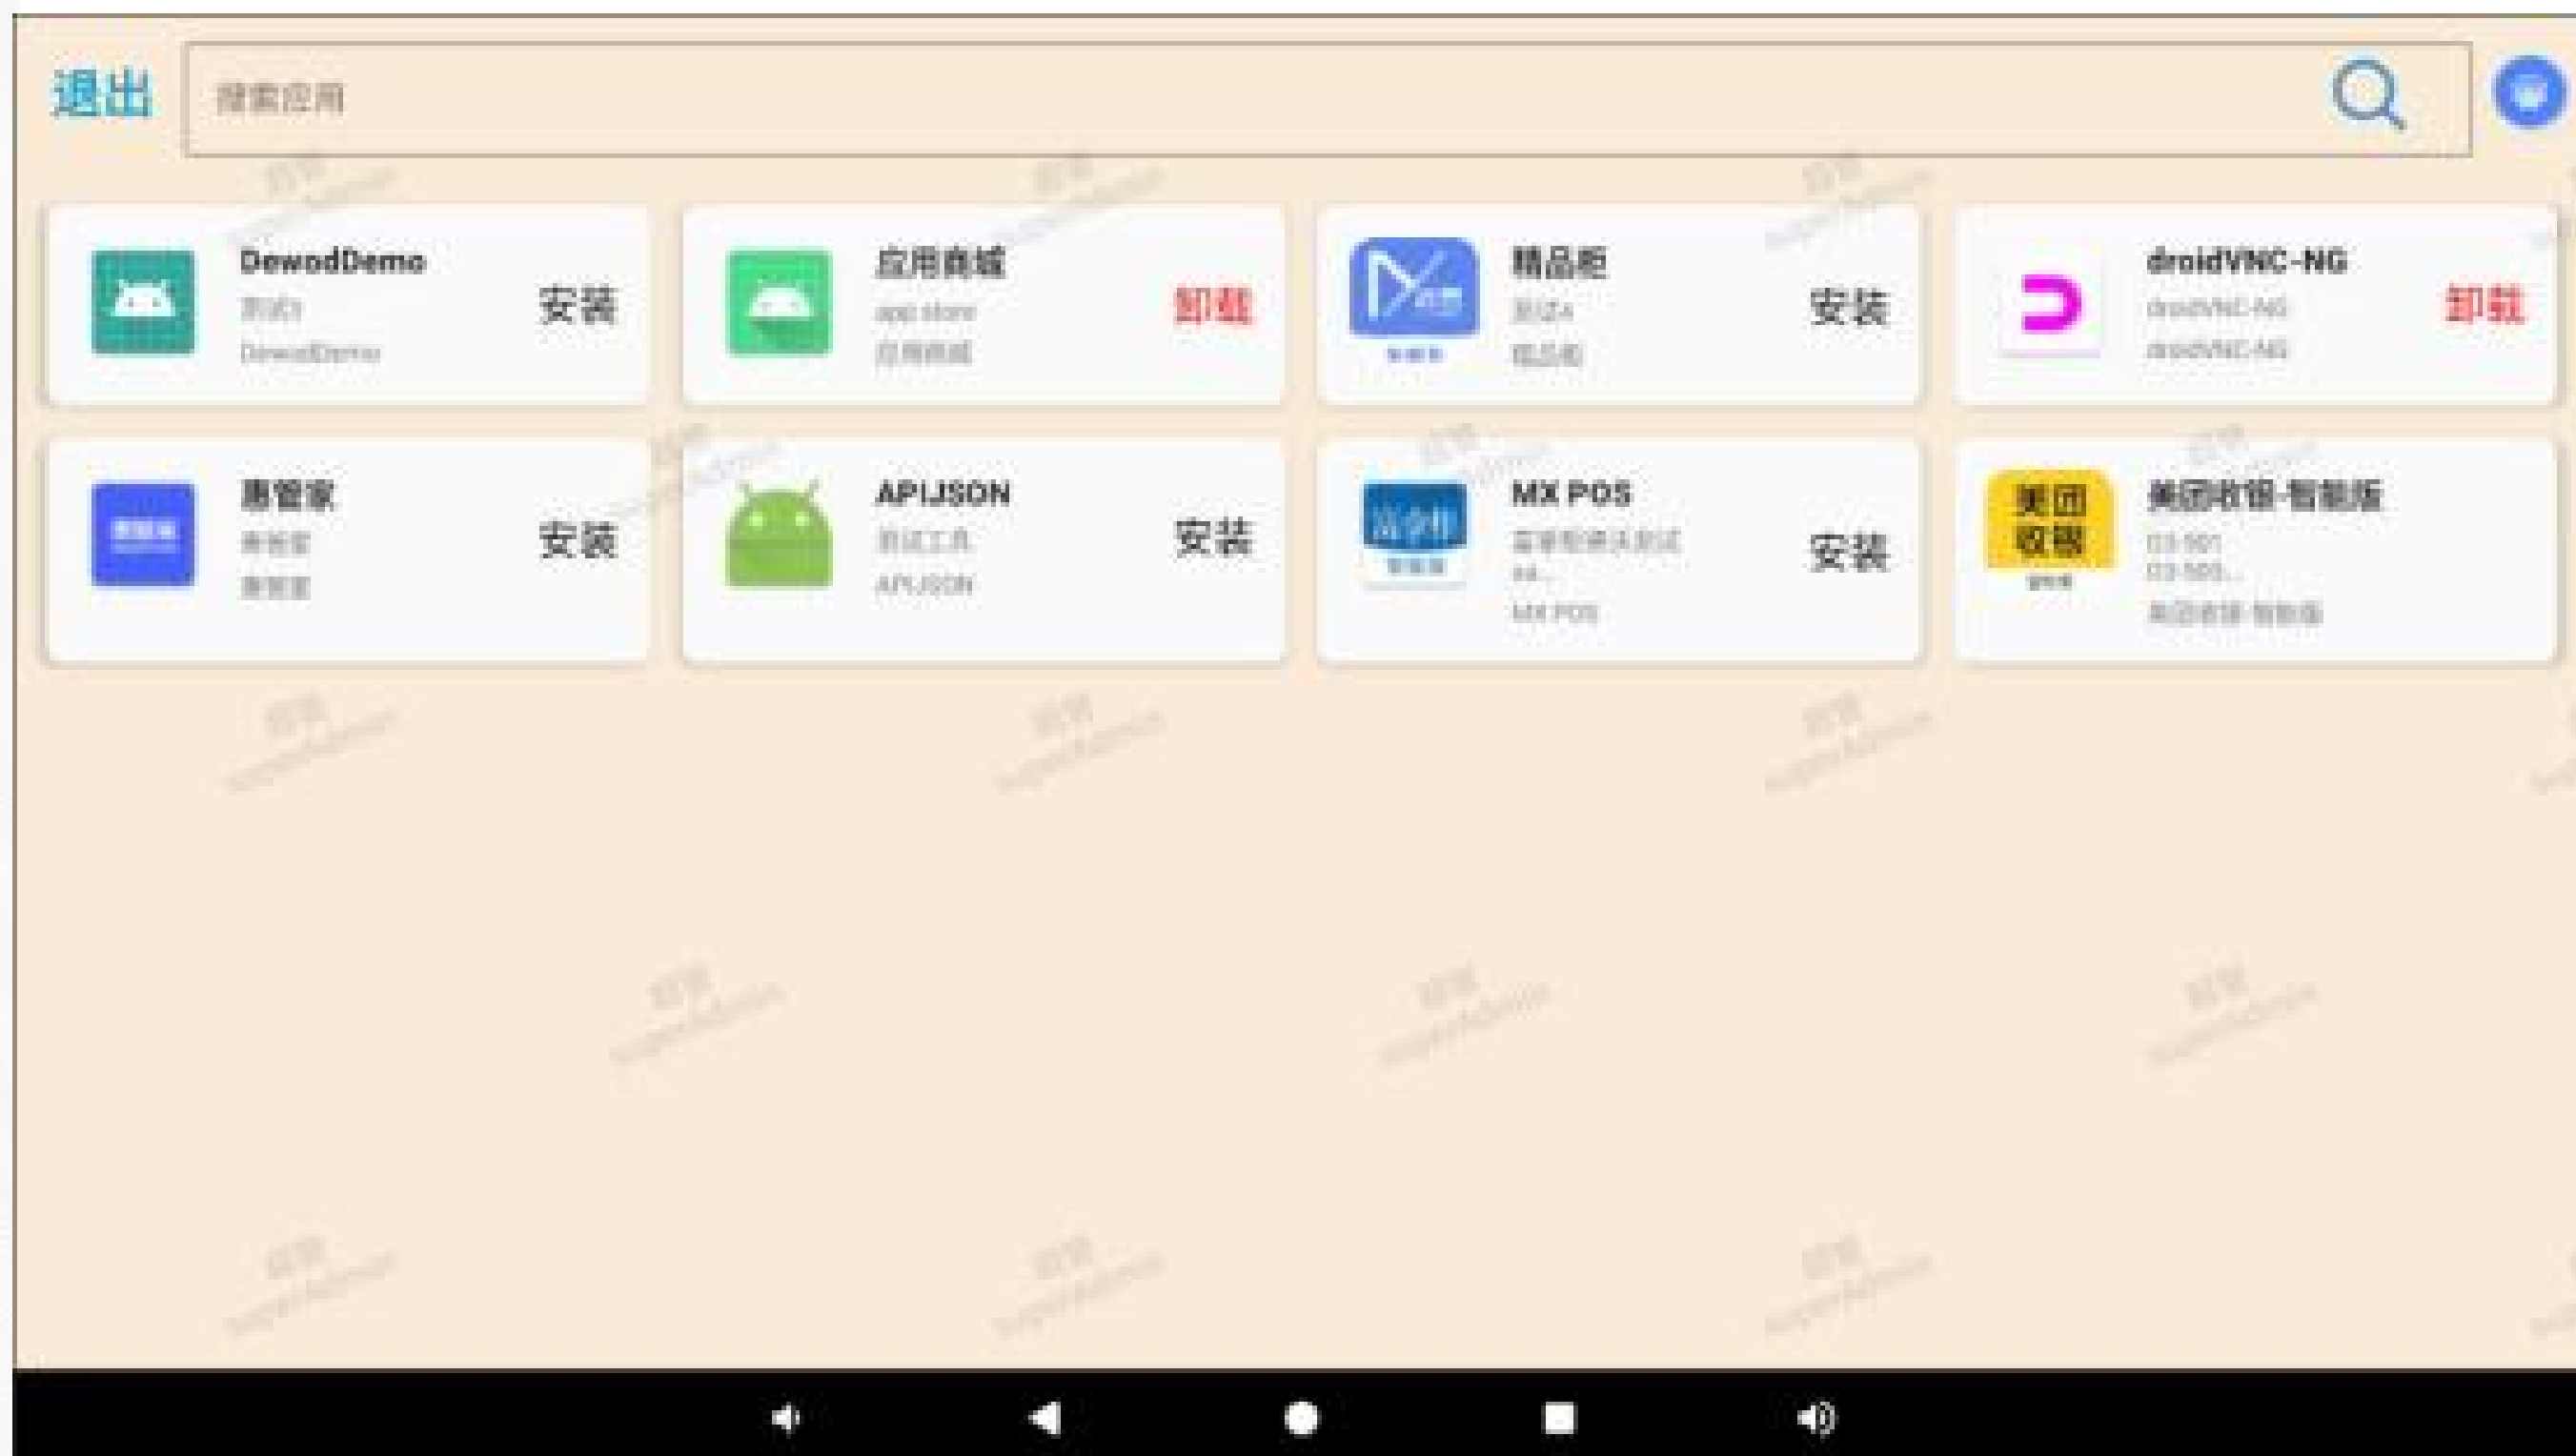 退出
搜索应用
DewodDemo
DewodDemo
安装
应用商城
app store
应用商城
卸载
精品柜
精品柜
安装
droidVNC-NG
droidVNC-NG
droidVNC-NG
卸载
惠管家
惠管家
惠管家
安装
APIJSON
测试工具
APIJSON
安装
MX POS
MX POS
安装
美团
收银
美团收银-智能版
美团收银-智能版